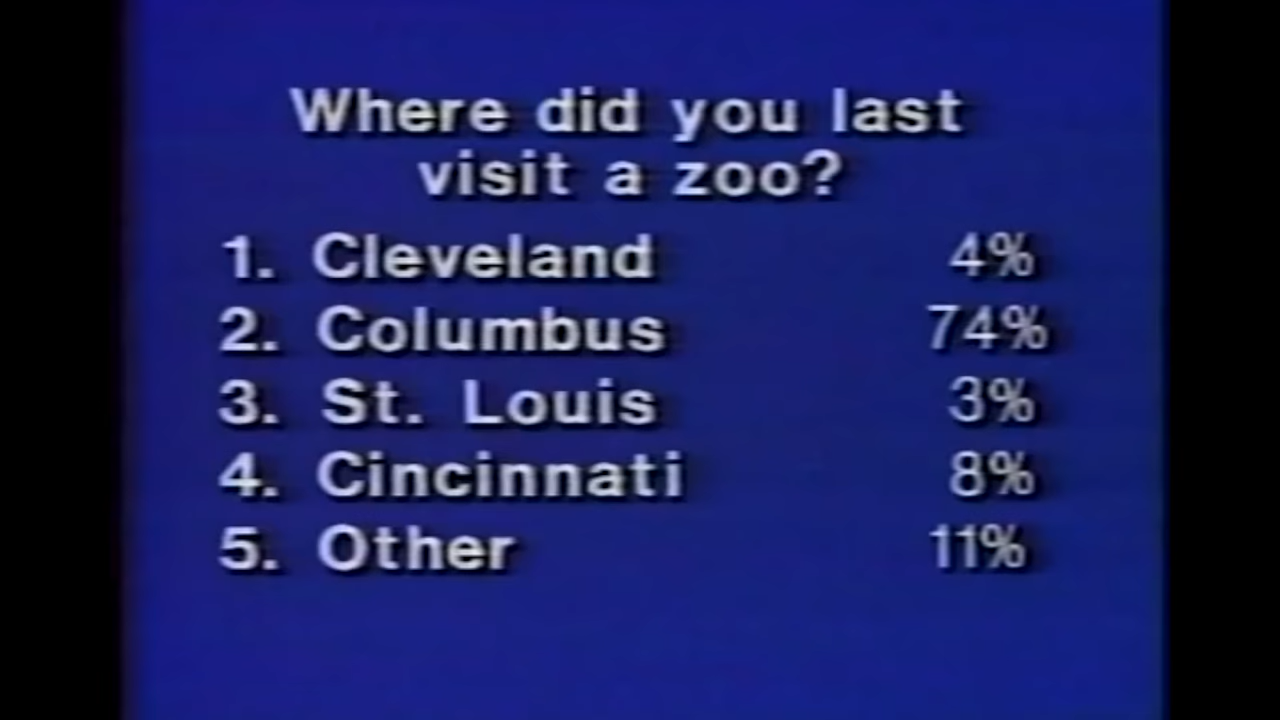 Where did you last
visit a zoo?
1. Cleveland 4%
2. Columbus 74%
3. St. Louis 3%
4. Cincinnati 8%
5. Other 11%